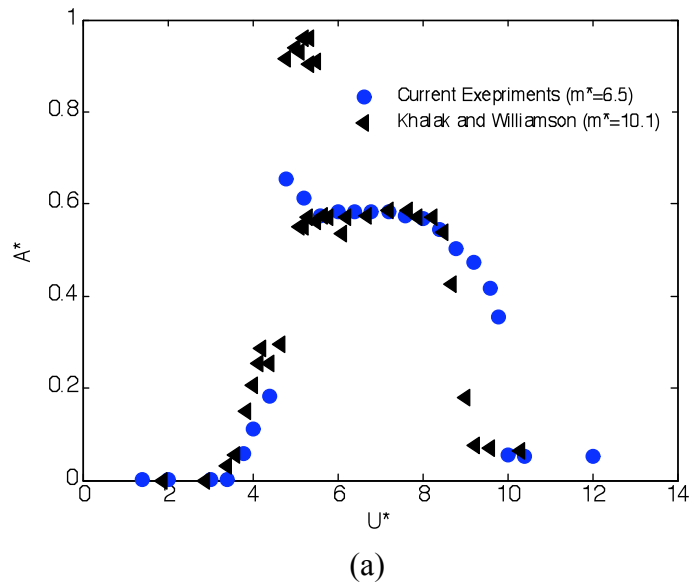 1
0.8
0.6
0.4
0.2
0
0
2
4
6
8
10
12
14
A*
U*
Current Exepriments (m*=6.5)
Khalak and Williamson (m*=10.1)
(a)